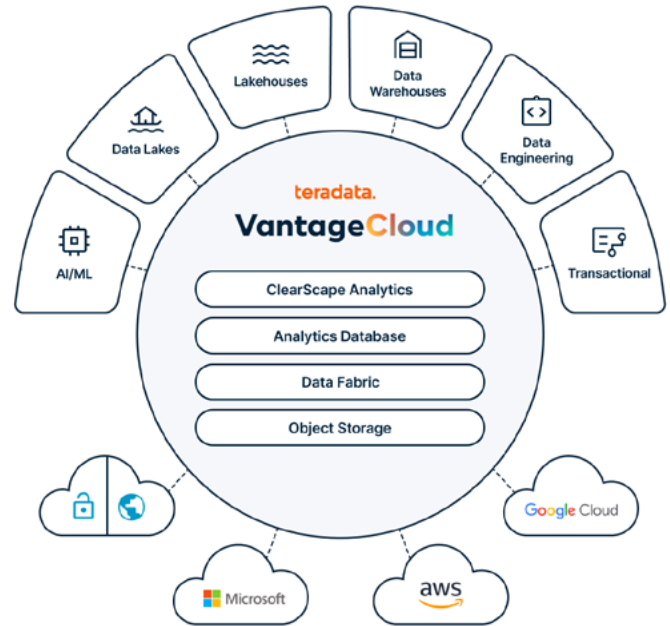 Lakehouses
Data
Warehouses
Data Lakes
Data
Engineering
AI/ML
Transactional
teradata.
VantageCloud
ClearScape Analytics
Analytics Database
Data Fabric
Object Storage
Google Cloud
Microsoft
aws